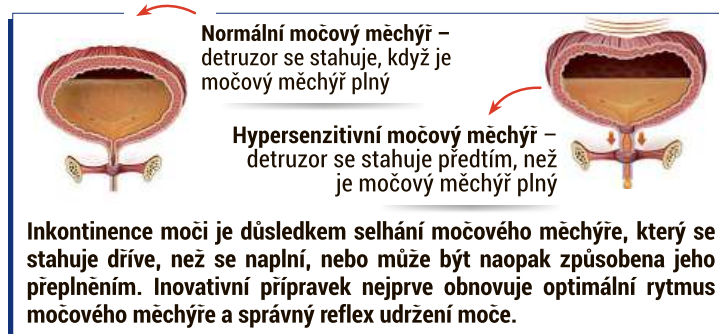 Normální močový měchýř –
detruzor se stahuje, když je
močový měchýř plný
Hypersenzitivní močový měchýř –
detruzor se stahuje předtím, než
je močový měchýř plný
Inkontinence moči je důsledkem selhání močového měchýře, který se
stahuje dříve, než se naplní, nebo může být naopak způsobena jeho
přeplněním. Inovativní přípravek nejprve obnovuje optimální rytmus
močového měchýře a správný reflex udržení moče.